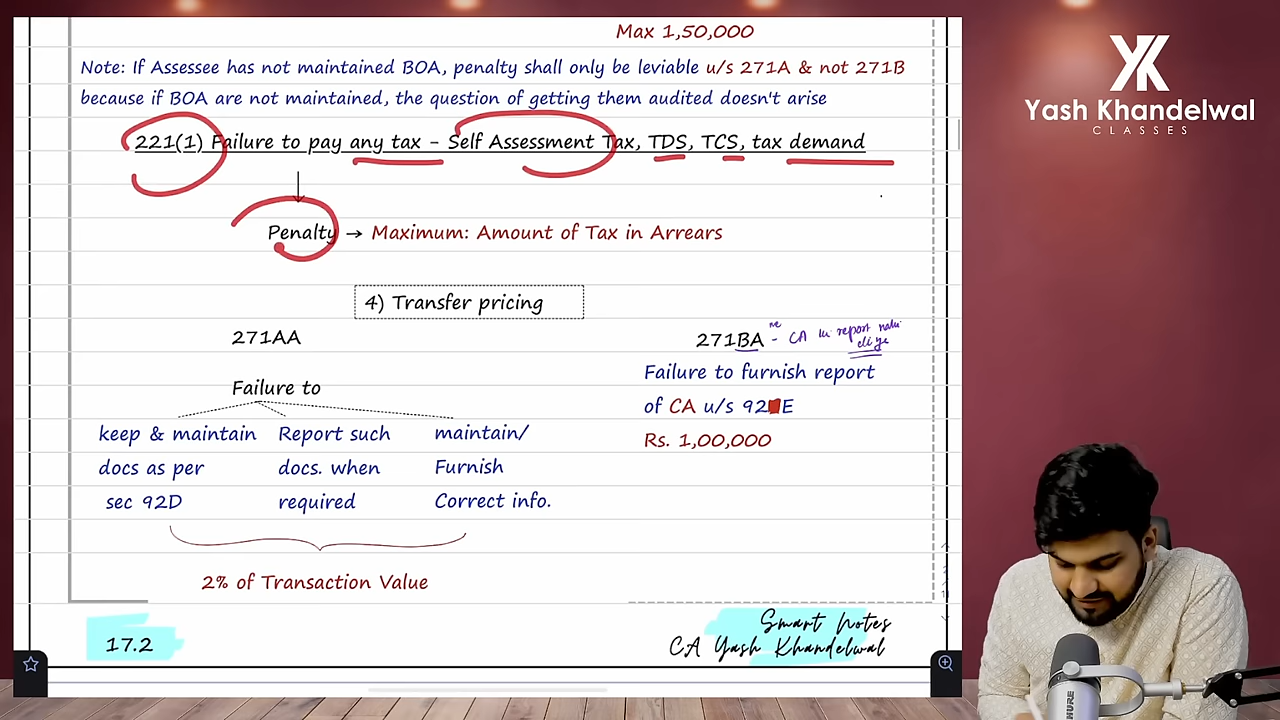 Max 1,50,000
Note: If Assessee has not maintained BOA, penalty shall only be leviable u/s 271A & not 271B
because if BOA are not maintained, the question of getting them audited doesn't arise
221(1) Failure to pay any tax - Self Assessment Tax, TDS, TCS, tax demand
Penalty → Maximum: Amount of Tax in Arrears
4) Transfer pricing
271AA
Failure to
keep & maintain
docs as per
sec 92D
Report such
docs. when
required
maintain/
Furnish
Correct info.
2% of Transaction Value
271BA - CA report
Failure to furnish report
of CA u/s 92E
Rs. 1,00,000
17.2
Smart Notes
CA Yash Khandelwal
YK
Yash Khandelwal
CLASSES
SHURE